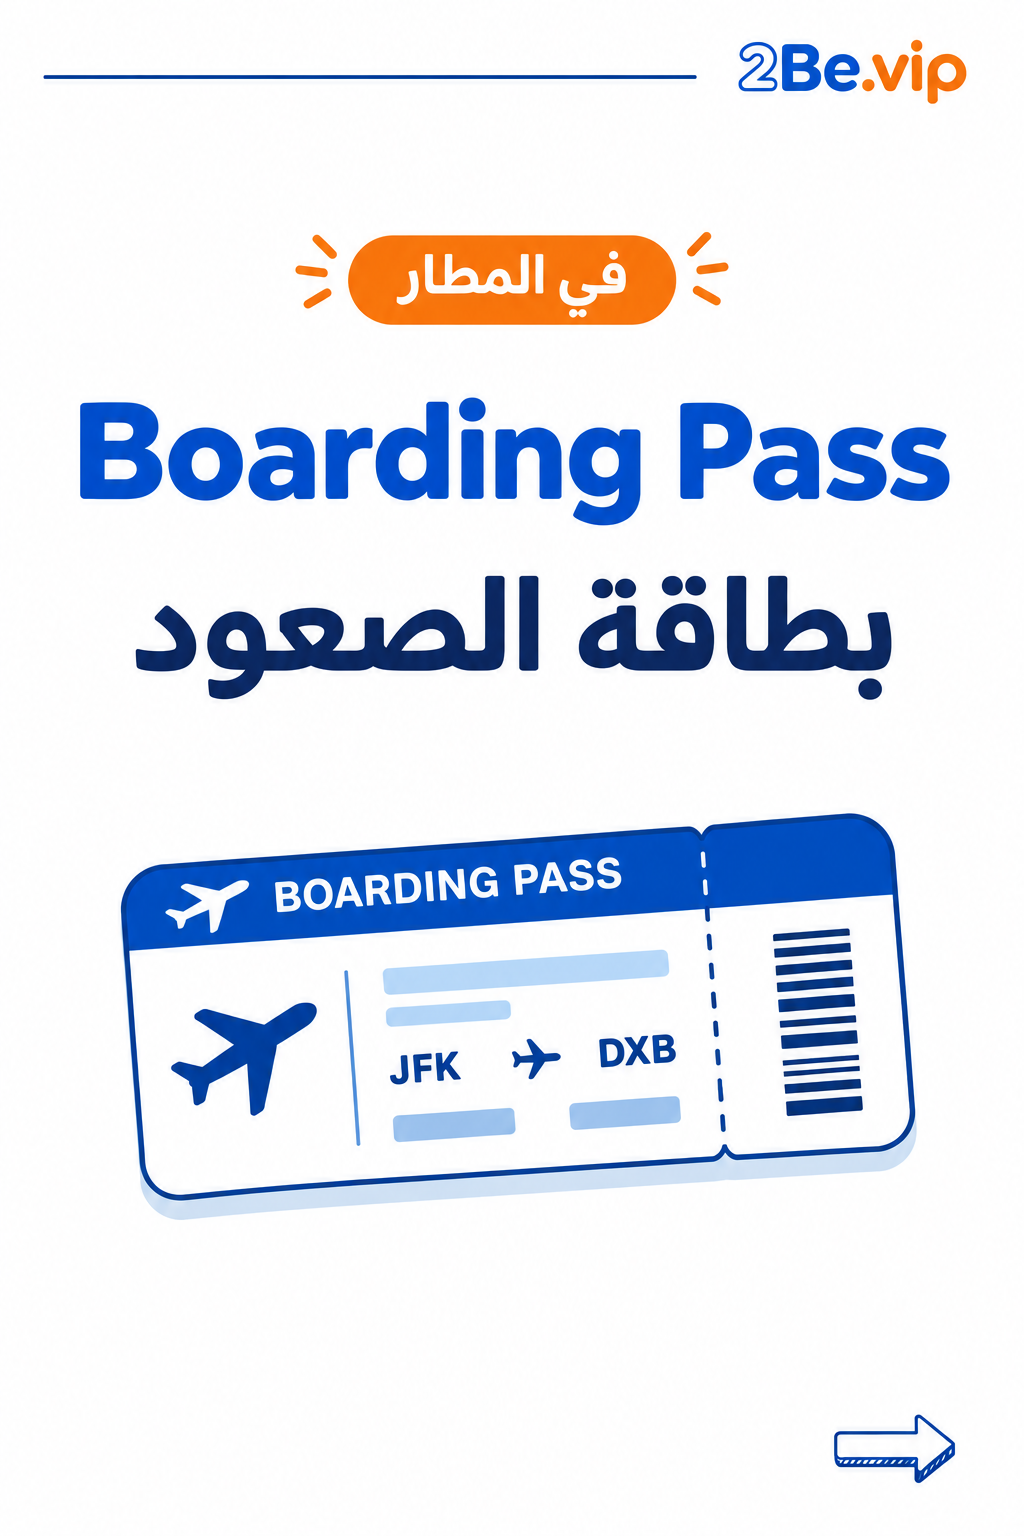 2Be.vip
في المطار
Boarding Pass
بطاقة الصعود
BOARDING PASS
JFK DXB